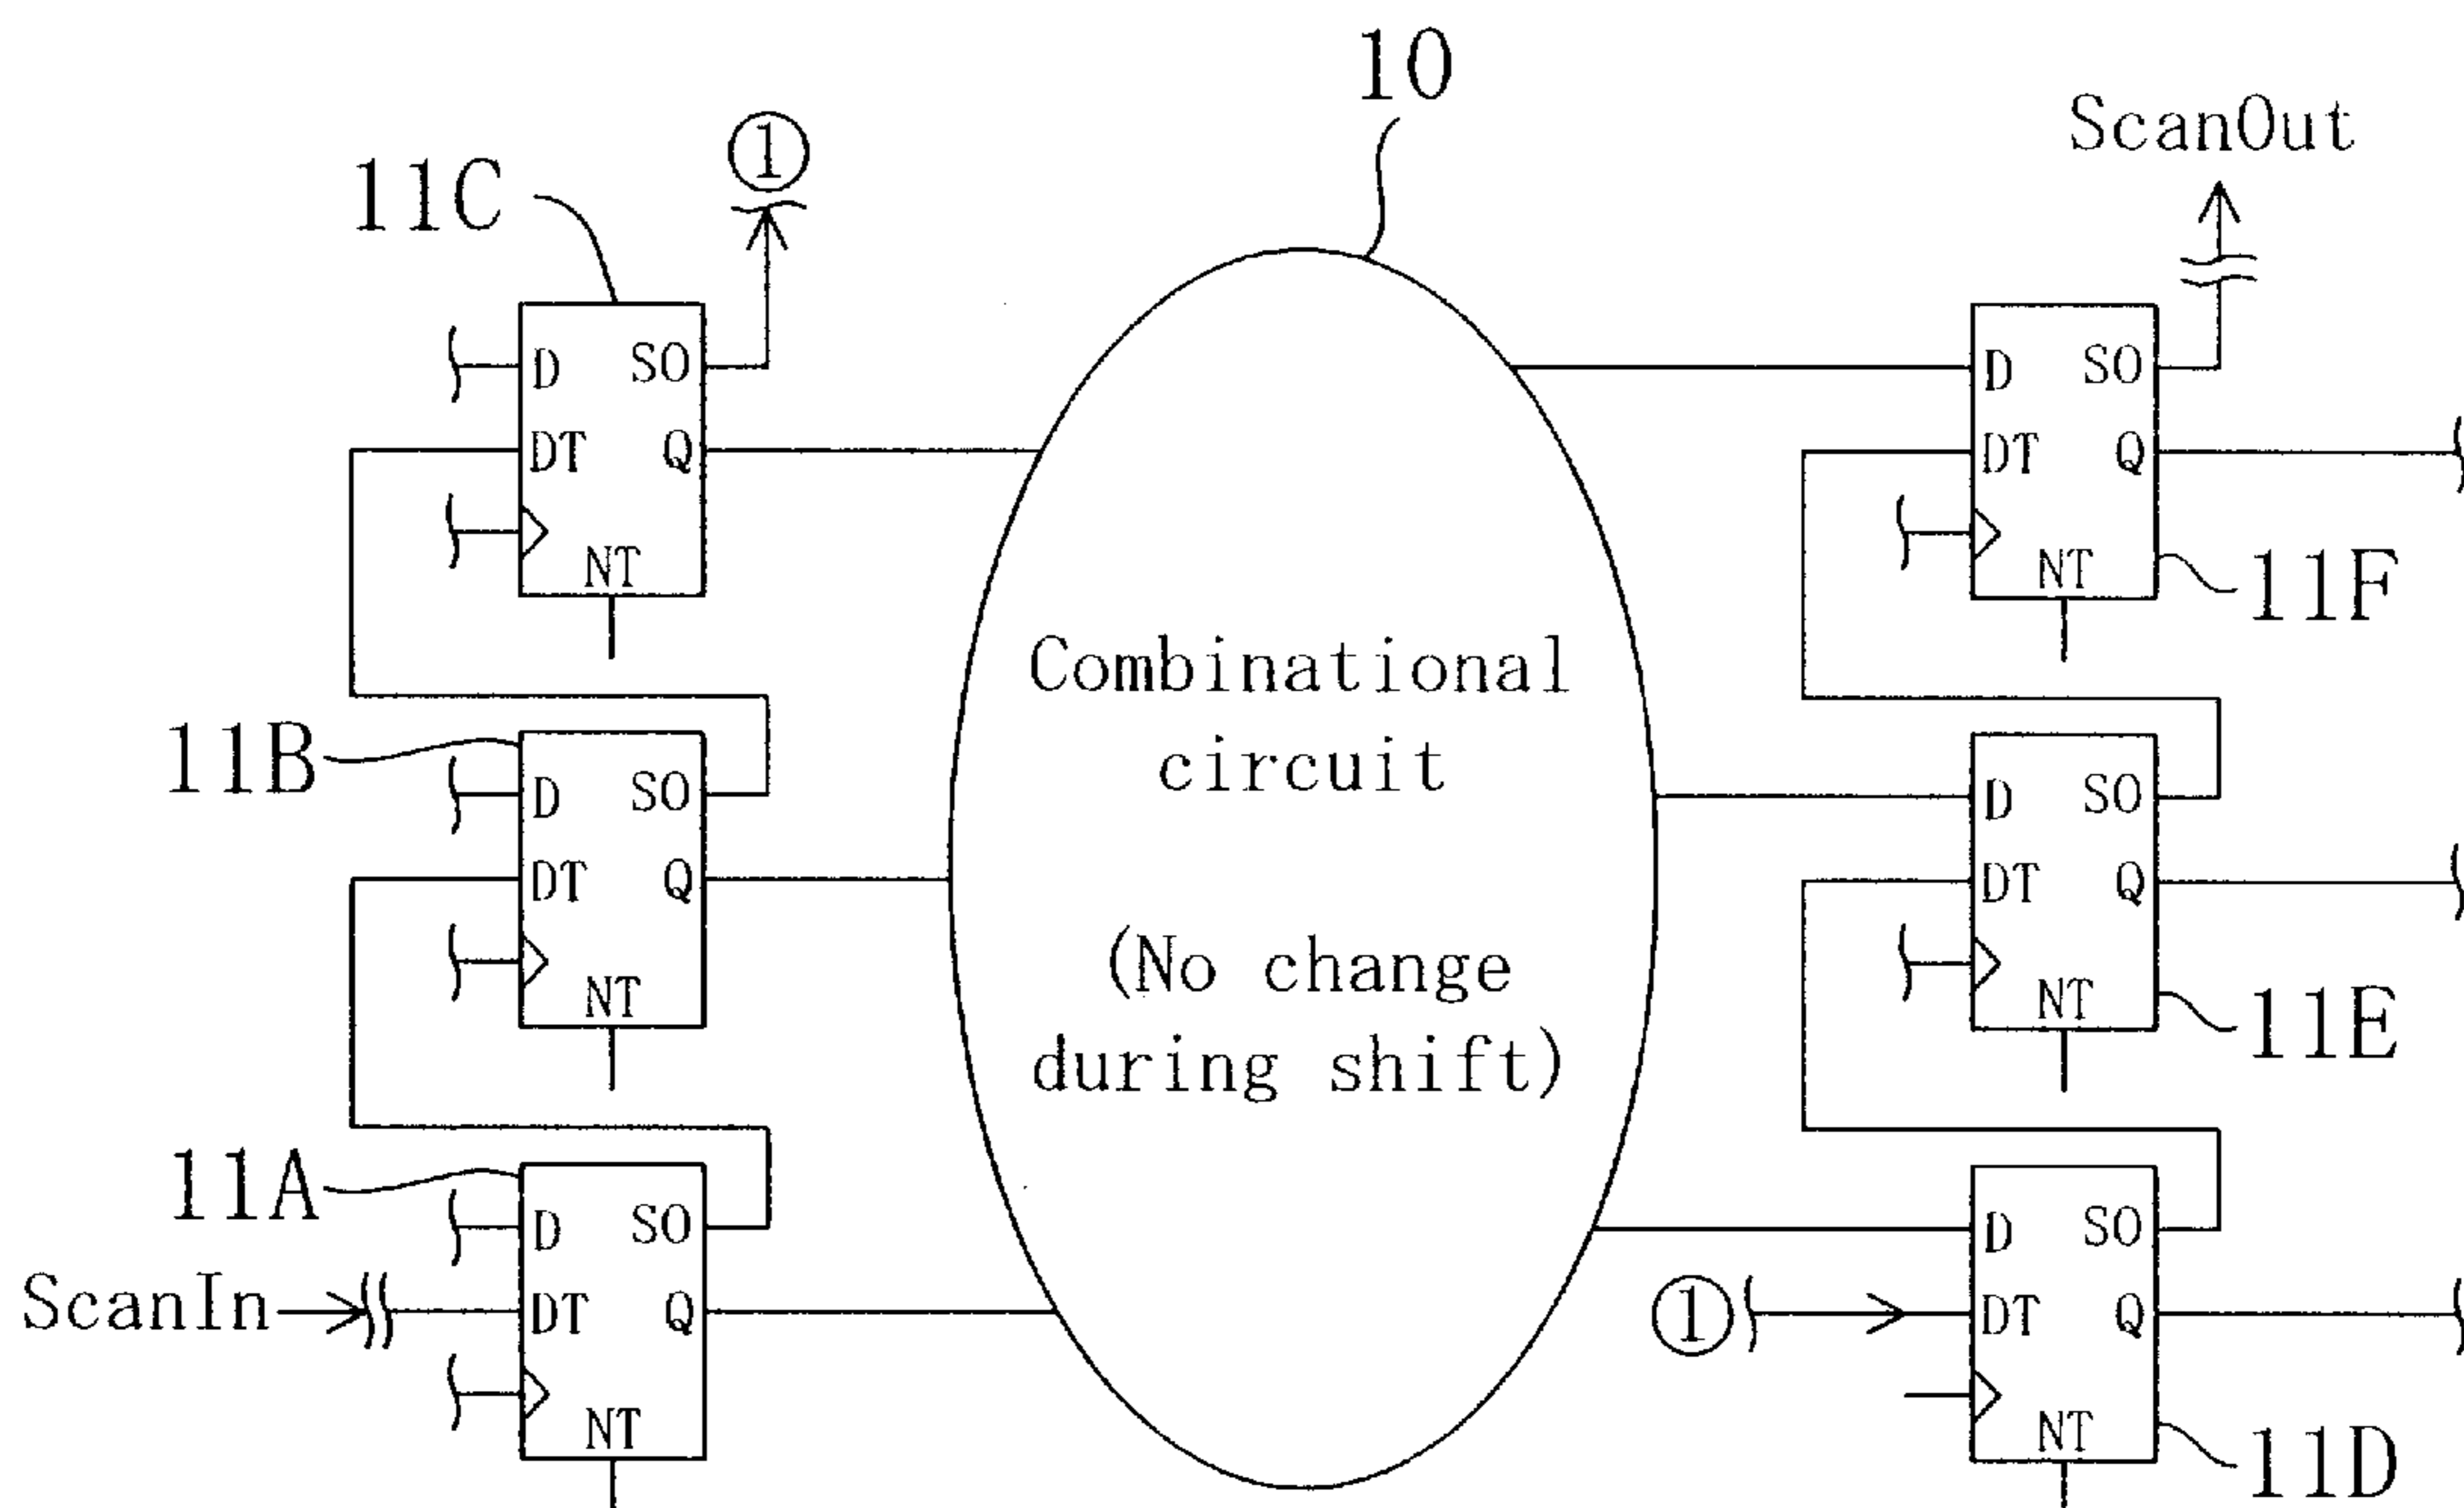 10
ScanOut
①
11C
D SO
DT Q
NT
D SO
DT Q
NT
11F
Combinational
circuit
(No change
during shift)
11B
D SO
DT Q
NT
D SO
DT Q
NT
11E
11A
D SO
ScanIn
DT Q
NT
D SO
①
DT Q
NT
11D